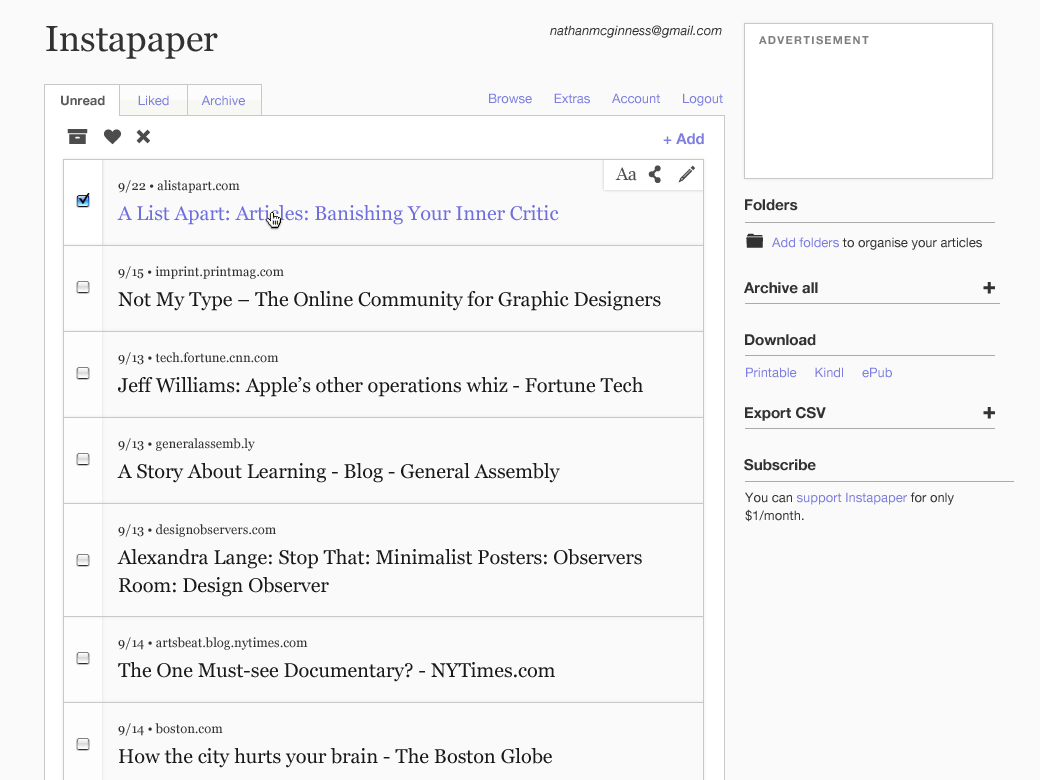 Instapaper
nathanmcginness@gmail.com
Unread
Liked
Archive
Browse
Extras
Account
Logout
+ Add
9/22 • alistapart.com
Aa
A List Apart: Articles: Banishing Your Inner Critic
9/15 • imprint.printmag.com
Not My Type – The Online Community for Graphic Designers
9/13 • tech.fortune.cnn.com
Jeff Williams: Apple’s other operations whiz - Fortune Tech
9/13 • generalassemb.ly
A Story About Learning - Blog - General Assembly
9/13 • designobservers.com
Alexandra Lange: Stop That: Minimalist Posters: Observers
Room: Design Observer
9/14 • artsbeat.blog.nytimes.com
The One Must-see Documentary? - NYTimes.com
9/14 • boston.com
How the city hurts your brain - The Boston Globe
ADVERTISEMENT
Folders
Add folders to organise your articles
Archive all
Download
Printable
Kindl
ePub
Export CSV
Subscribe
You can support Instapaper for only
$1/month.